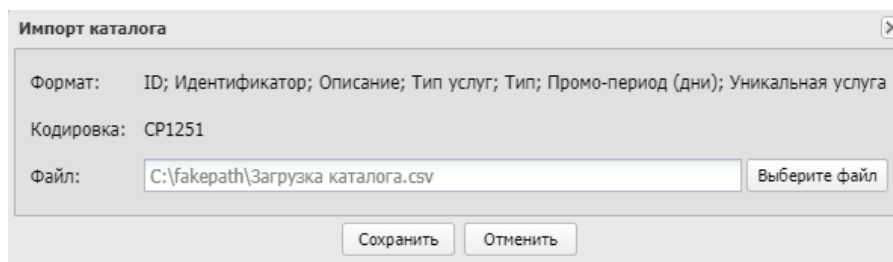 Импорт каталога
Формат: ID; Идентификатор; Описание; Тип услуг; Тип; Промо-период (дни); Уникальная услуга
Кодировка: CP1251
Файл: C:\fakepath\Загрузка каталога.csv Выберите файл
Сохранить Отменить